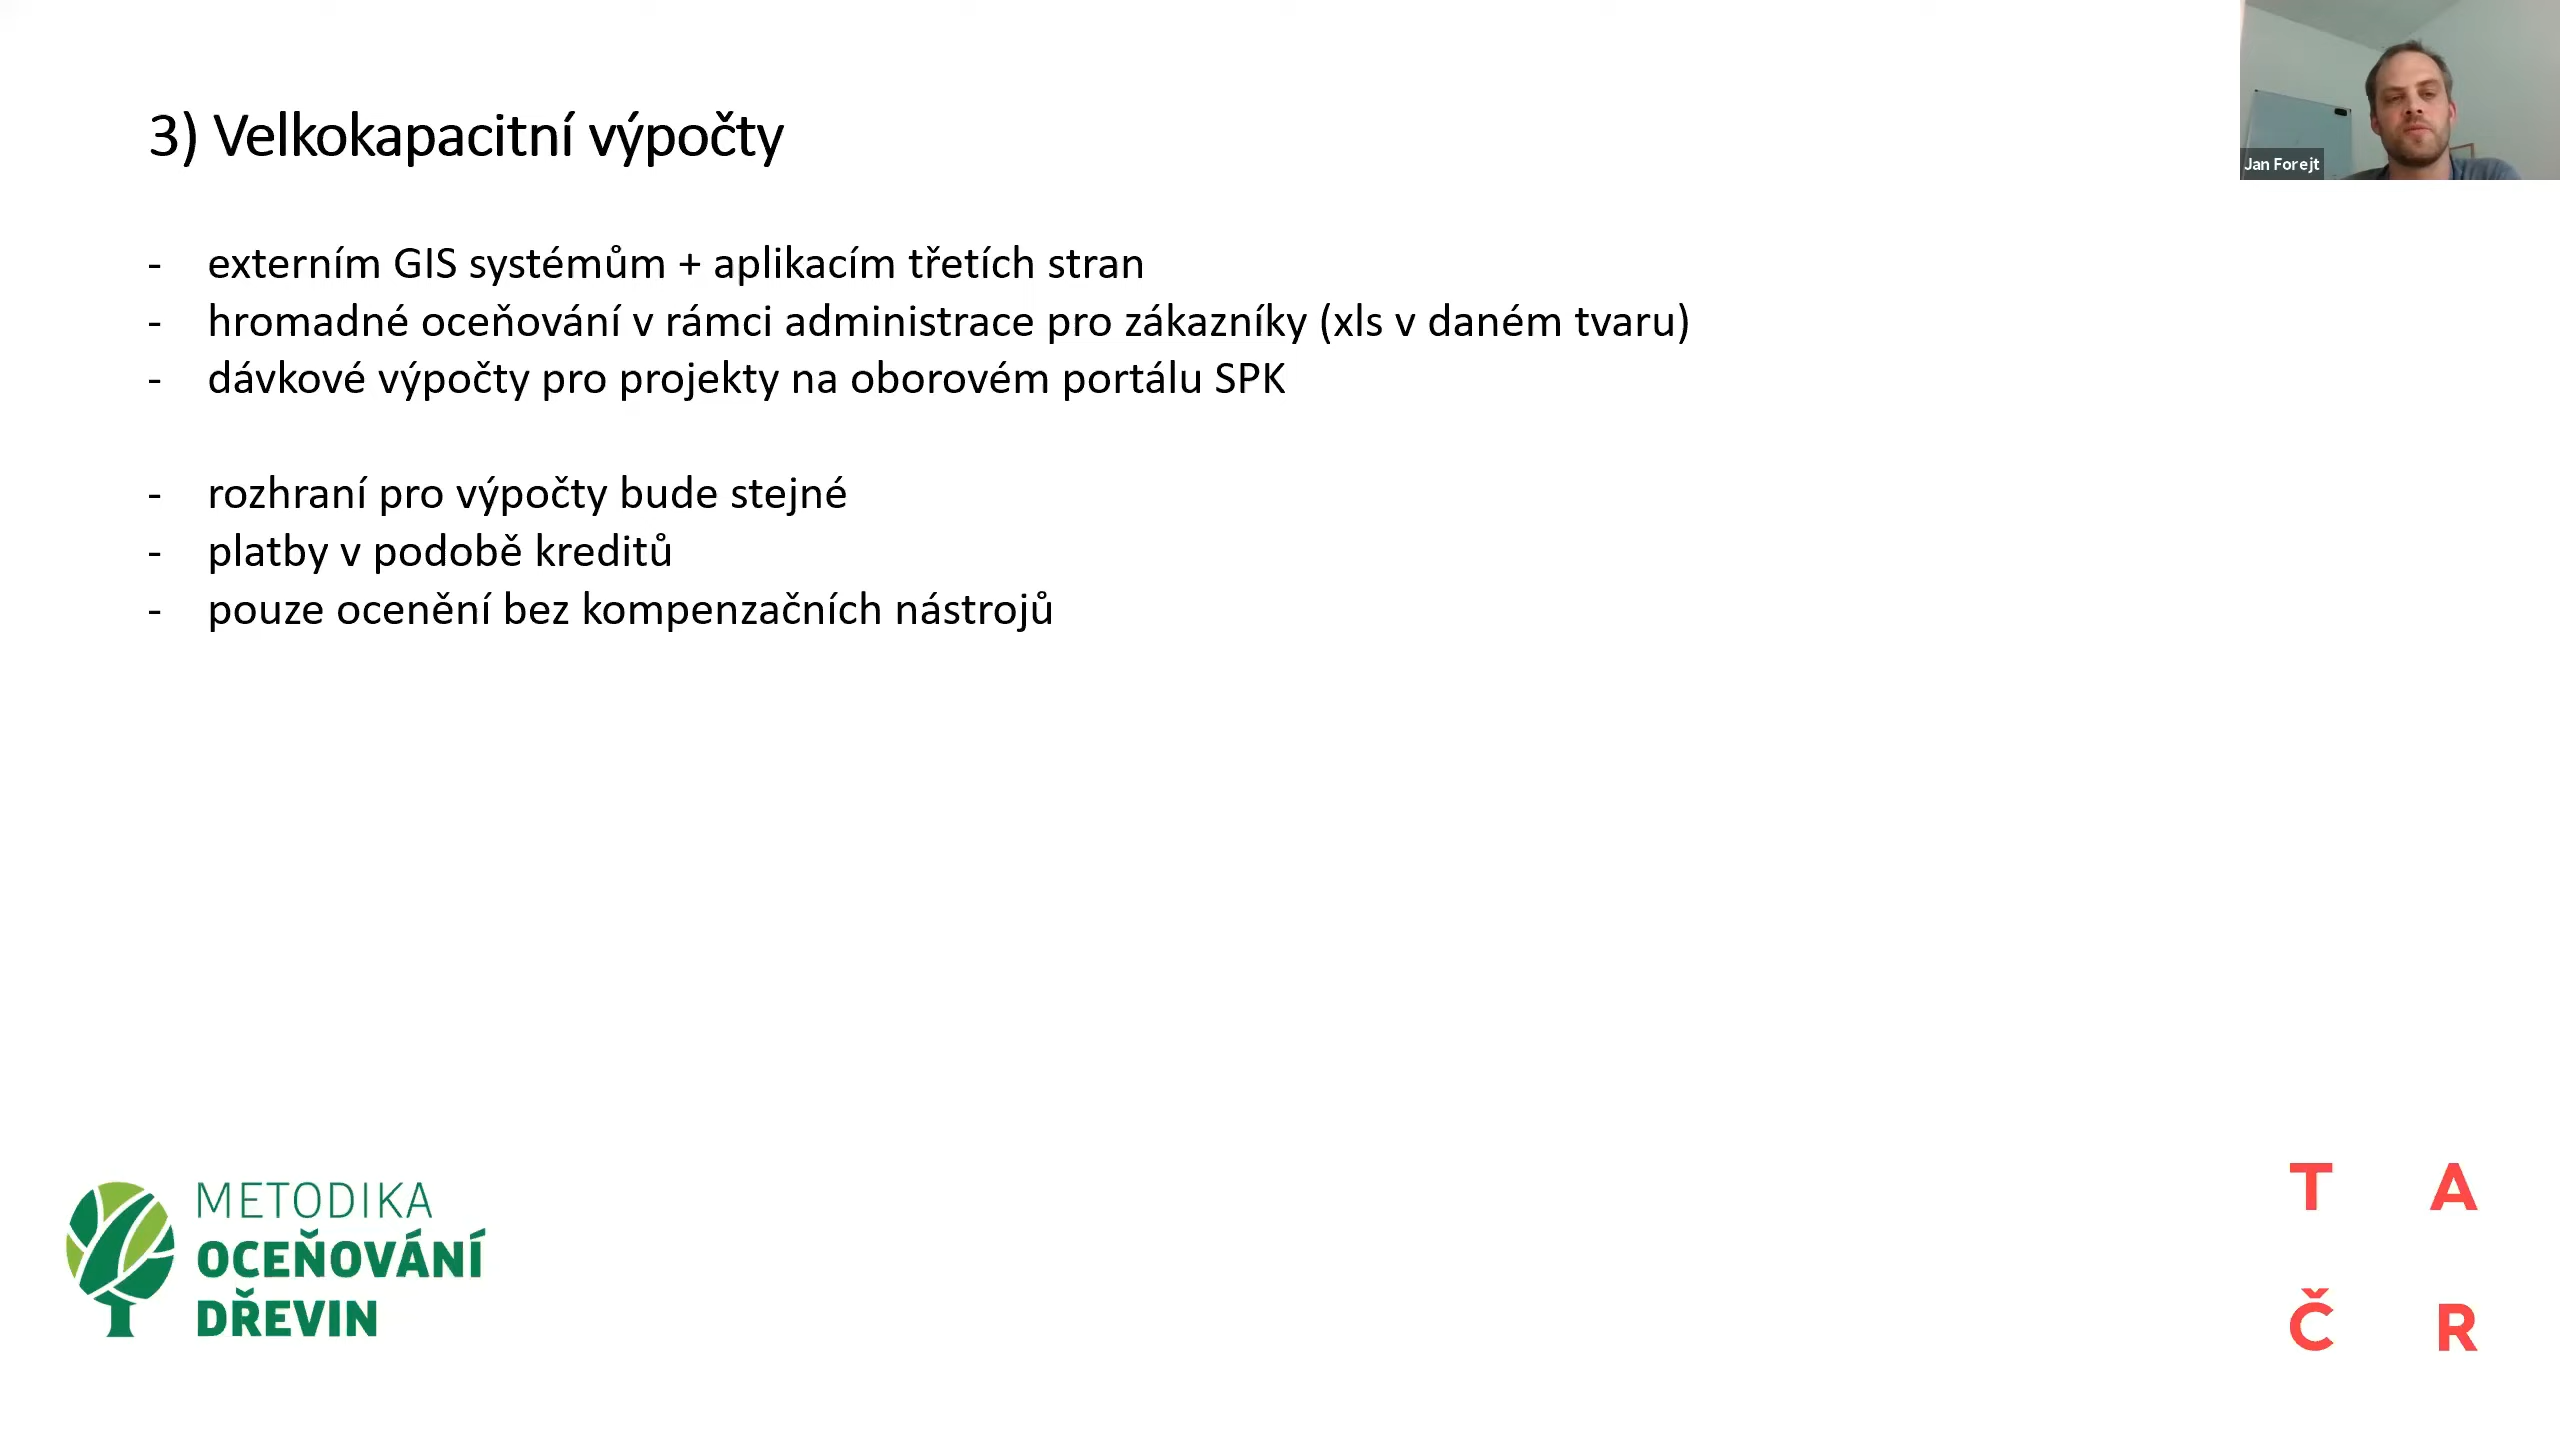 3) Velkokapacitní výpočty
Jan Forejt
- externím GIS systémům + aplikacím třetích stran
- hromadné oceňování v rámci administrace pro zákazníky (xls v daném tvaru)
- dávkové výpočty pro projekty na oborovém portálu SPK
- rozhraní pro výpočty bude stejné
- platby v podobě kreditů
- pouze ocenění bez kompenzačních nástrojů
METODIKA
OCEŇOVÁNÍ
DŘEVIN
T A
Č R